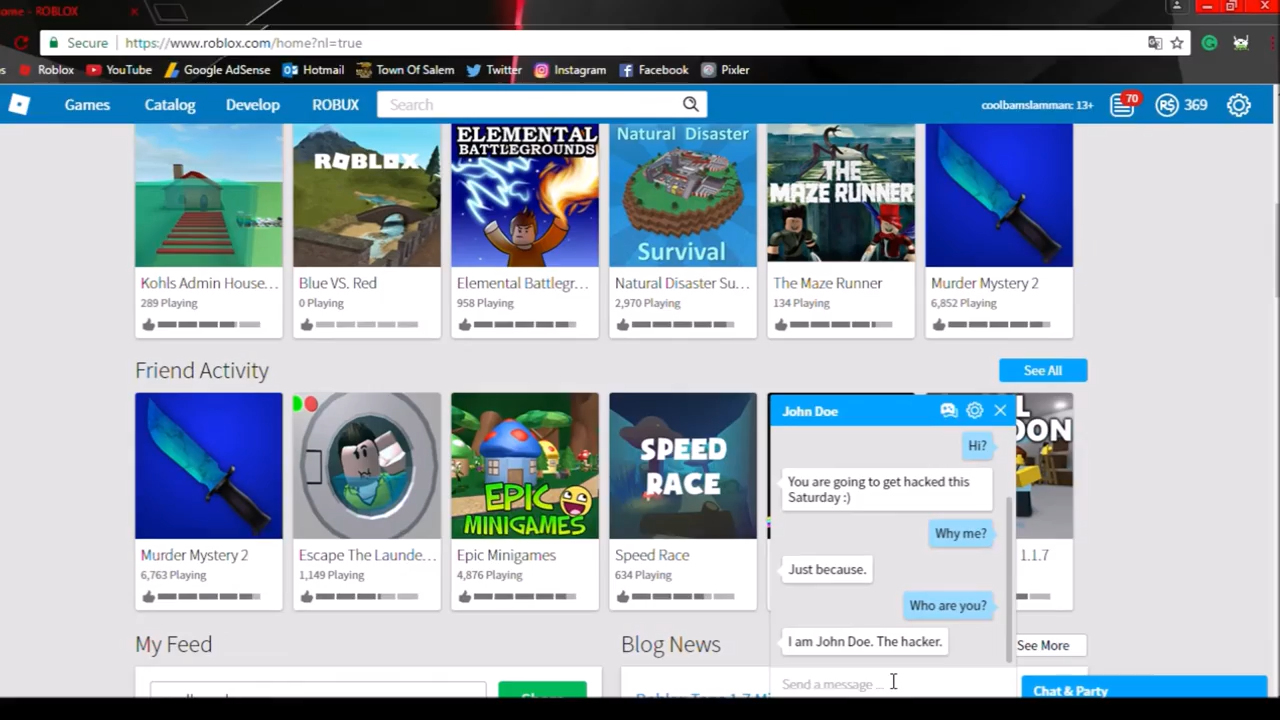 ome - ROBLOX
Secure https://www.roblox.com/home?nl=true
s Roblox YouTube Google AdSense Hotmail Town Of Salem Twitter Instagram Facebook Pixler
Games Catalog Develop ROBUX Search coolbamslamman: 13+ 70 R$ 369
ROBLOX
ELEMENTAL
BATTLEGROUNDS
Natural Disaster
Survival
THE
MAZE RUNNER
Kohls Admin House... Blue VS. Red Elemental Battlegr... Natural Disaster Su... The Maze Runner Murder Mystery 2
289 Playing 0 Playing 958 Playing 2,970 Playing 134 Playing 6,852 Playing
Friend Activity See All
EPIC
MINIGAMES
SPEED
RACE
OON
Murder Mystery 2 Escape The Launde... Epic Minigames Speed Race 1.1.7
6,763 Playing 1,149 Playing 4,876 Playing 634 Playing
John Doe
Hi?
You are going to get hacked this
Saturday :)
Why me?
Just because.
Who are you?
I am John Doe. The hacker.
Send a message ...
My Feed Blog News See More
Chat & Party